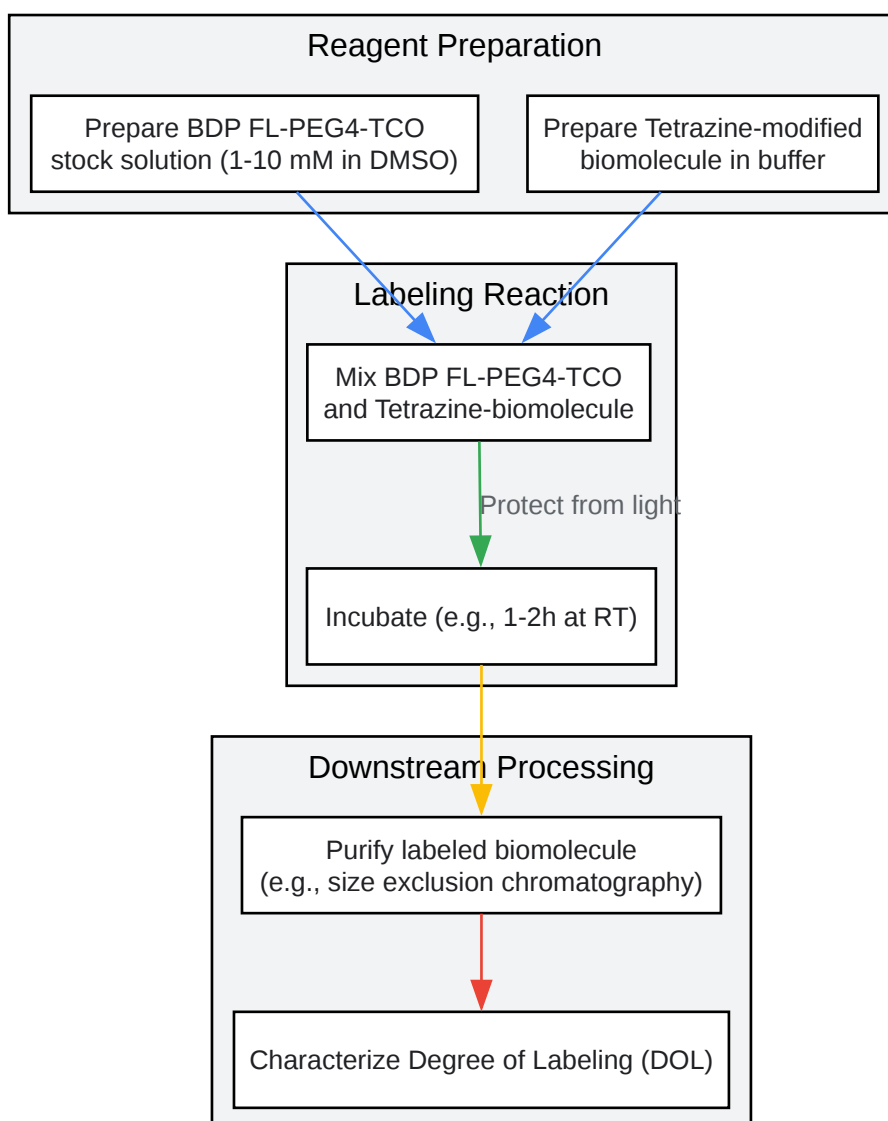 Reagent Preparation
Prepare BDP FL-PEG4-TCO
stock solution (1-10 mM in DMSO)
Prepare Tetrazine-modified
biomolecule in buffer
Labeling Reaction
Mix BDP FL-PEG4-TCO
and Tetrazine-biomolecule
Protect from light
Incubate (e.g., 1-2h at RT)
Downstream Processing
Purify labeled biomolecule
(e.g., size exclusion chromatography)
Characterize Degree of Labeling (DOL)